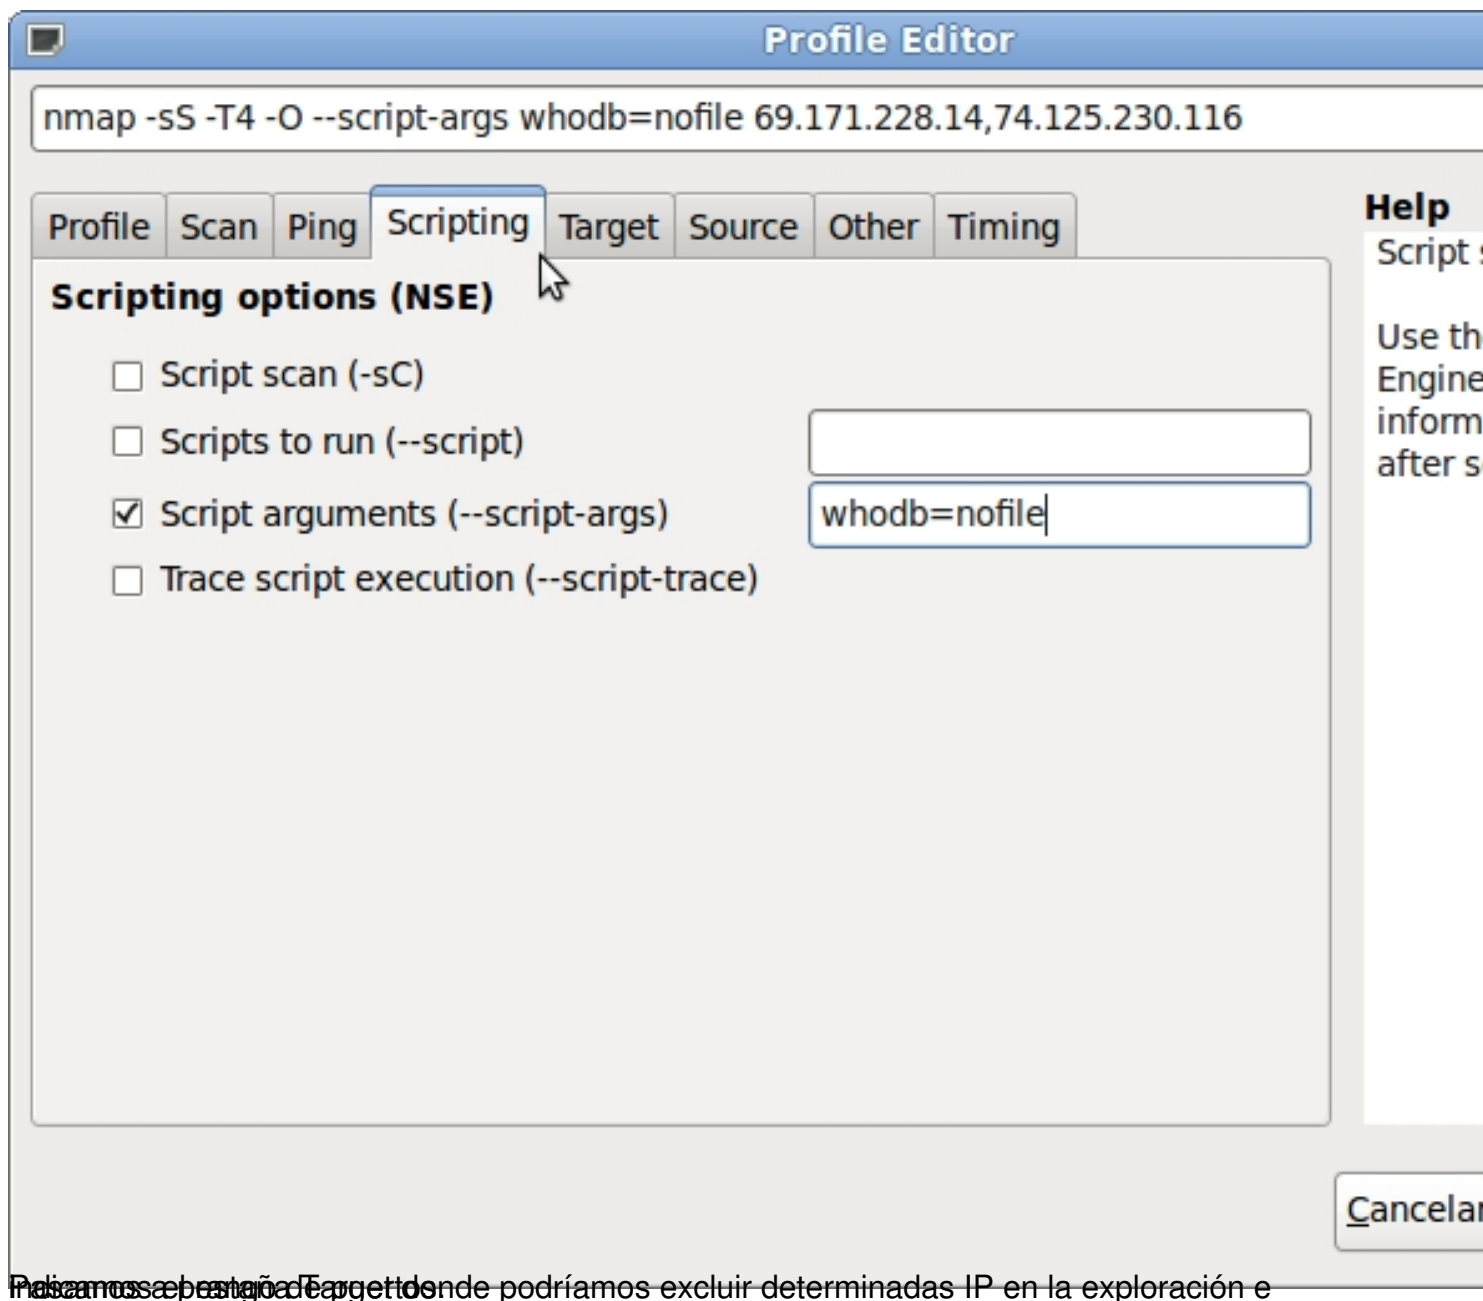 Profile Editor
nmap -sS -T4 -O --script-args whodb=nofile 69.171.228.14,74.125.230.116
Profile Scan Ping Scripting Target Source Other Timing
Help
Script
Scripting options (NSE)
Use
Script scan (-sC)
Engine
Scripts to run (--script)
inform
after
Script arguments (--script-args) whodb=nofile
Trace script execution (--script-trace)
Cancelar
donde podríamos excluir determinadas IP en la exploración e